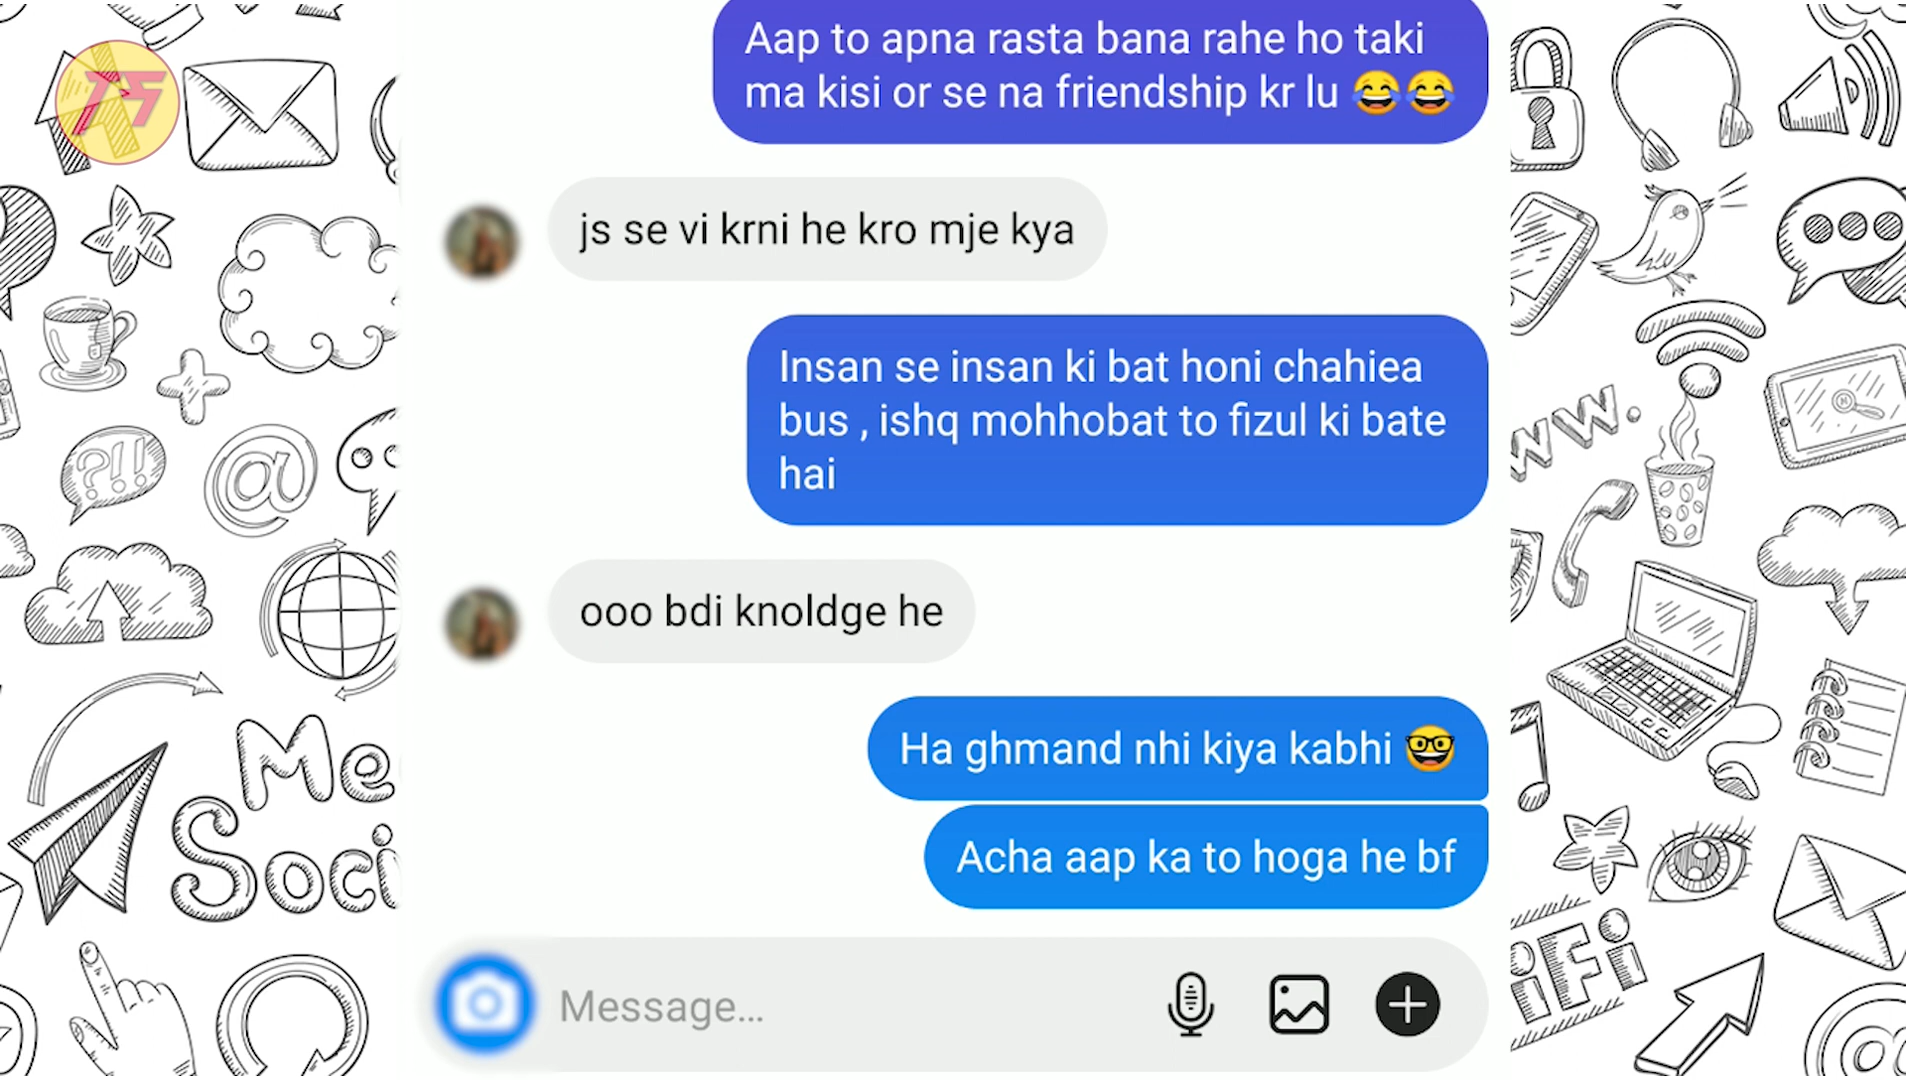 Aap to apna rasta bana rahe ho taki
ma kisi or se na friendship kr lu 😂😂
js se vi krni he kro mje kya
Insan se insan ki bat honi chahiea
bus , ishq mohhobat to fizul ki bate
hai
ooo bdi knoldge he
Ha ghmand nhi kiya kabhi 🤓
Acha aap ka to hoga he bf
Message...
TS
?!!
@
Me
Soci
WW.
iFi
@